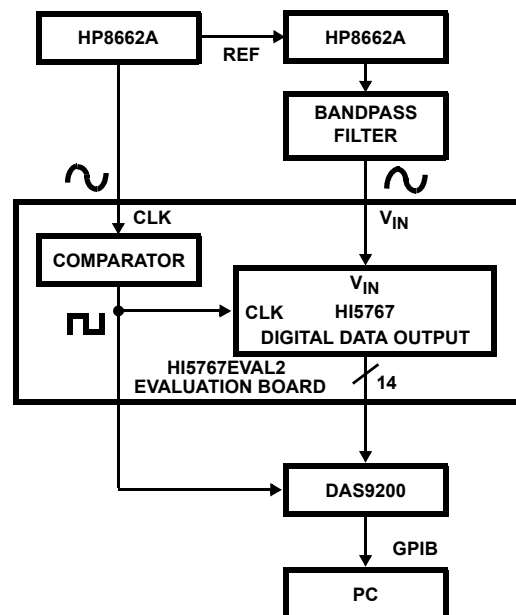 HP8662A
REF
HP8662A
BANDPASS
FILTER
CLK
VIN
COMPARATOR
VIN
CLK
HI5767
DIGITAL DATA OUTPUT
HI5767EVAL2
EVALUATION BOARD
14
DAS9200
GPIB
PC